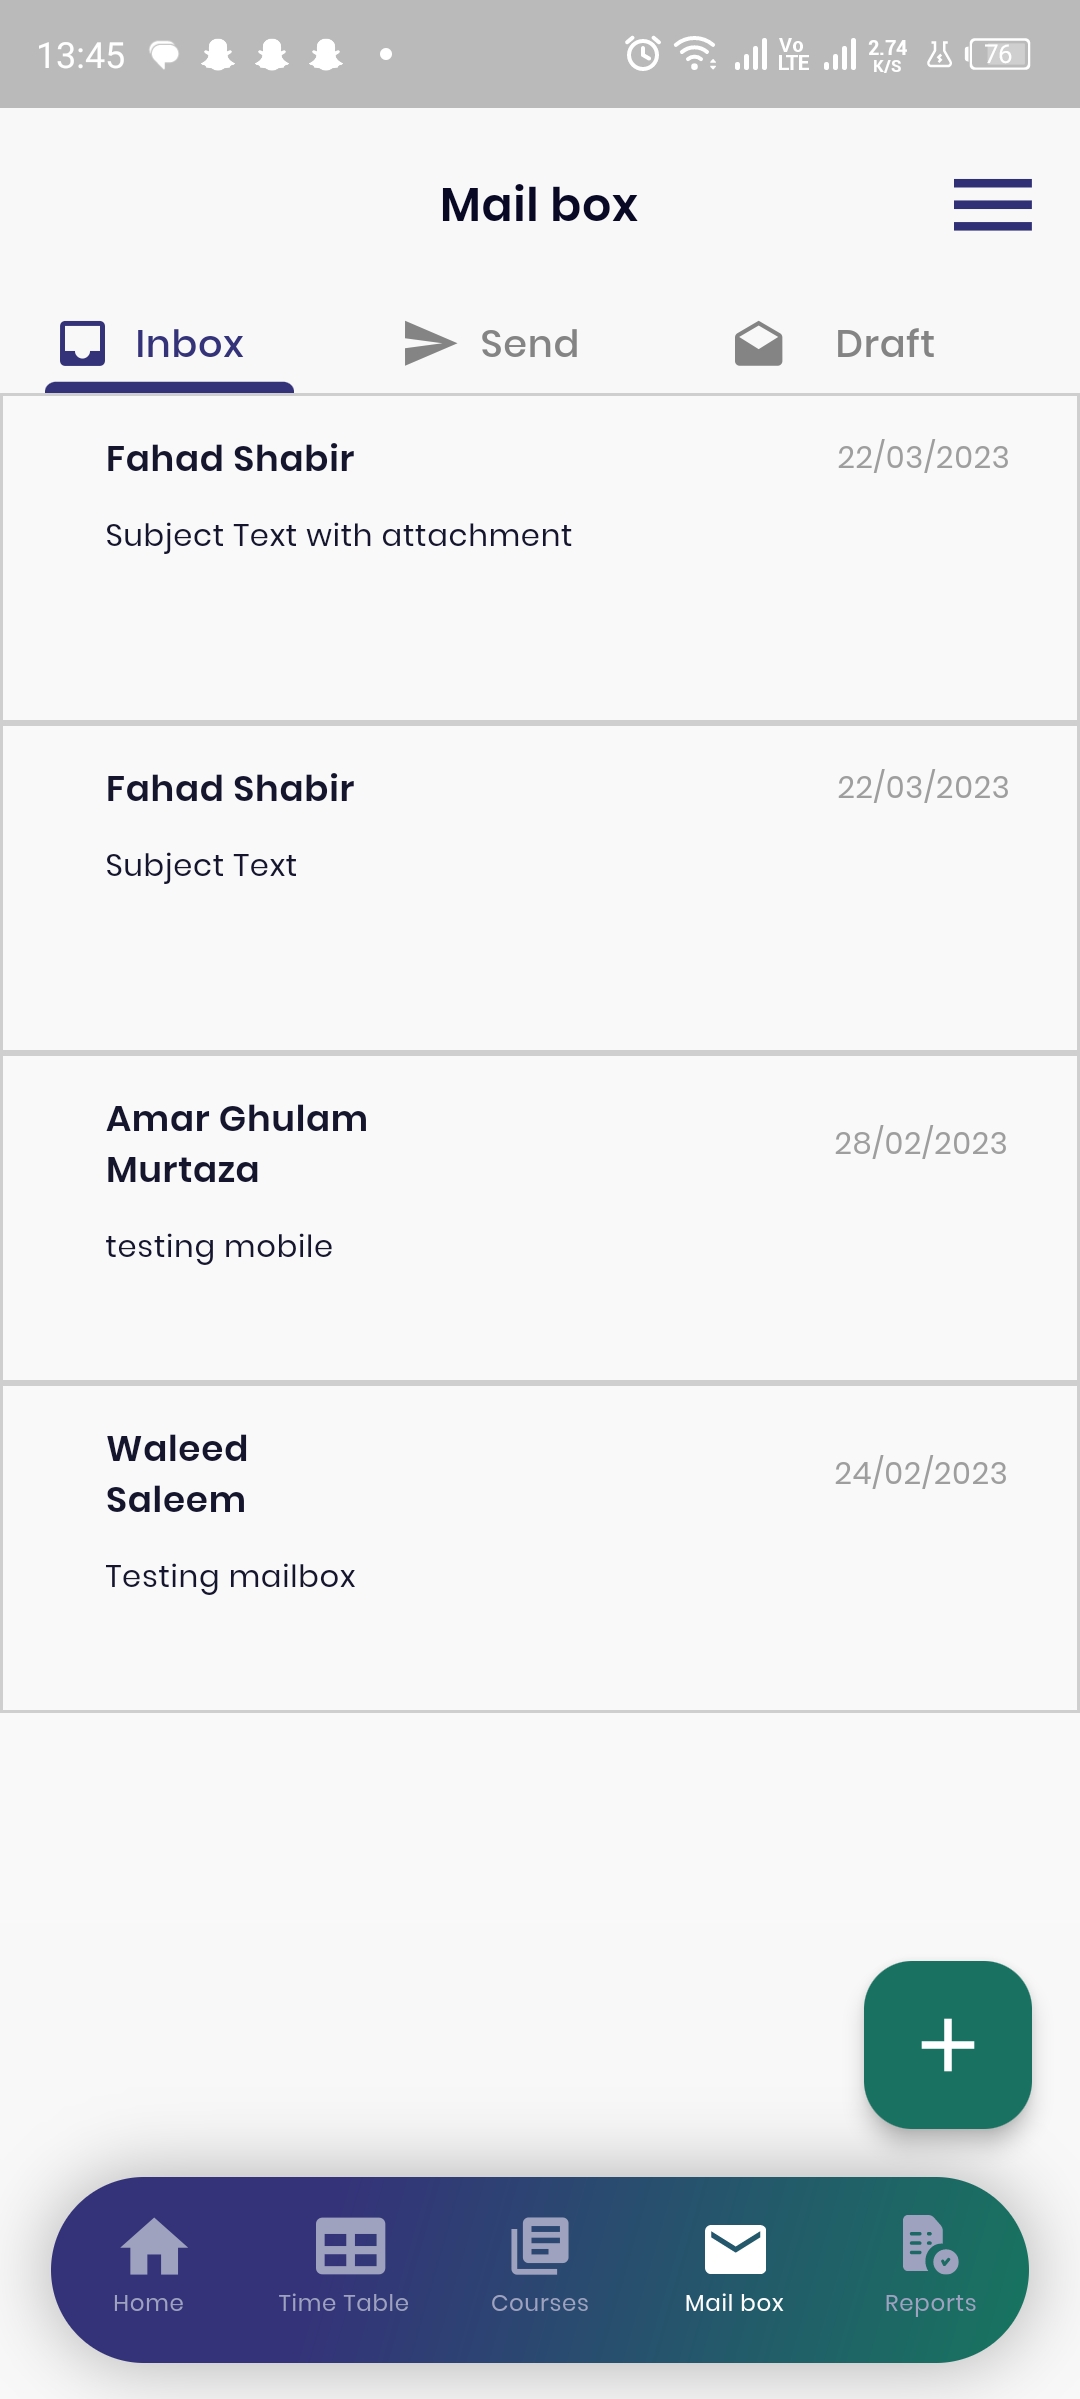 13:45
Vo
LTE
2.74
K/S
76
Mail box
Inbox
Send
Draft
Fahad Shabir
22/03/2023
Subject Text with attachment
Fahad Shabir
22/03/2023
Subject Text
Amar Ghulam
Murtaza
28/02/2023
testing mobile
Waleed
Saleem
24/02/2023
Testing mailbox
Home
Time Table
Courses
Mail box
Reports